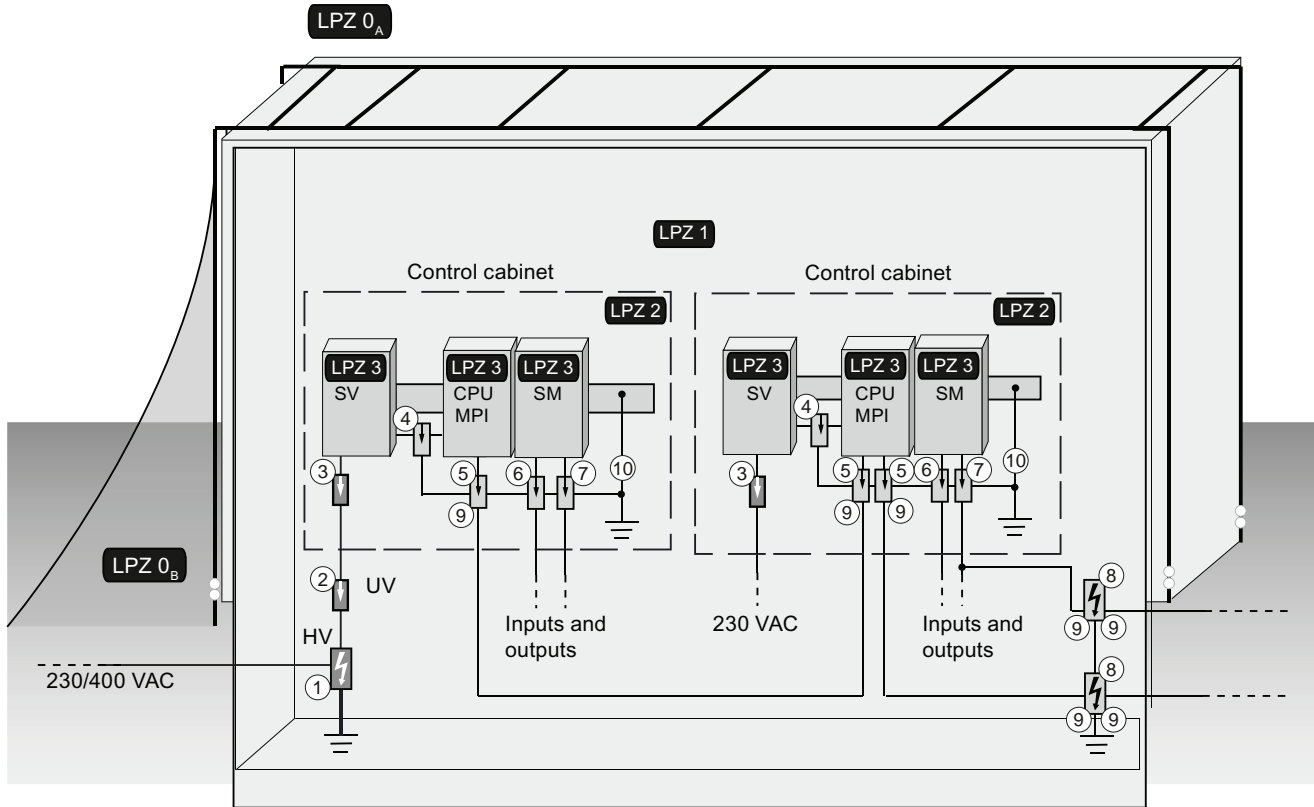 LPZ 0A
LPZ 1
Control cabinet
Control cabinet
LPZ 2
LPZ 2
LPZ 3
SV
LPZ 3
CPU
MPI
LPZ 3
SM
LPZ 3
SV
LPZ 3
CPU
MPI
LPZ 3
SM
4
4
3
5
6
7
10
3
5
5
6
7
10
9
9
9
LPZ 0B
2
UV
8
Inputs and
outputs
230 VAC
Inputs and
outputs
9
9
HV
230/400 VAC
1
8
9
9